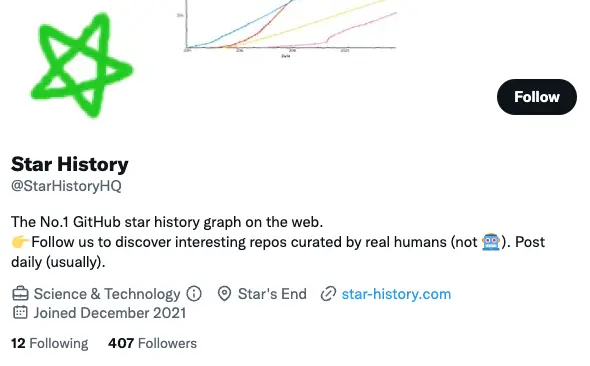 Follow
Star History
@StarHistoryHQ
The No.1 GitHub star history graph on the web.
👉Follow us to discover interesting repos curated by real humans (not 🤖). Post
daily (usually).
Science & Technology
Star's End
star-history.com
Joined December 2021
12 Following 407 Followers